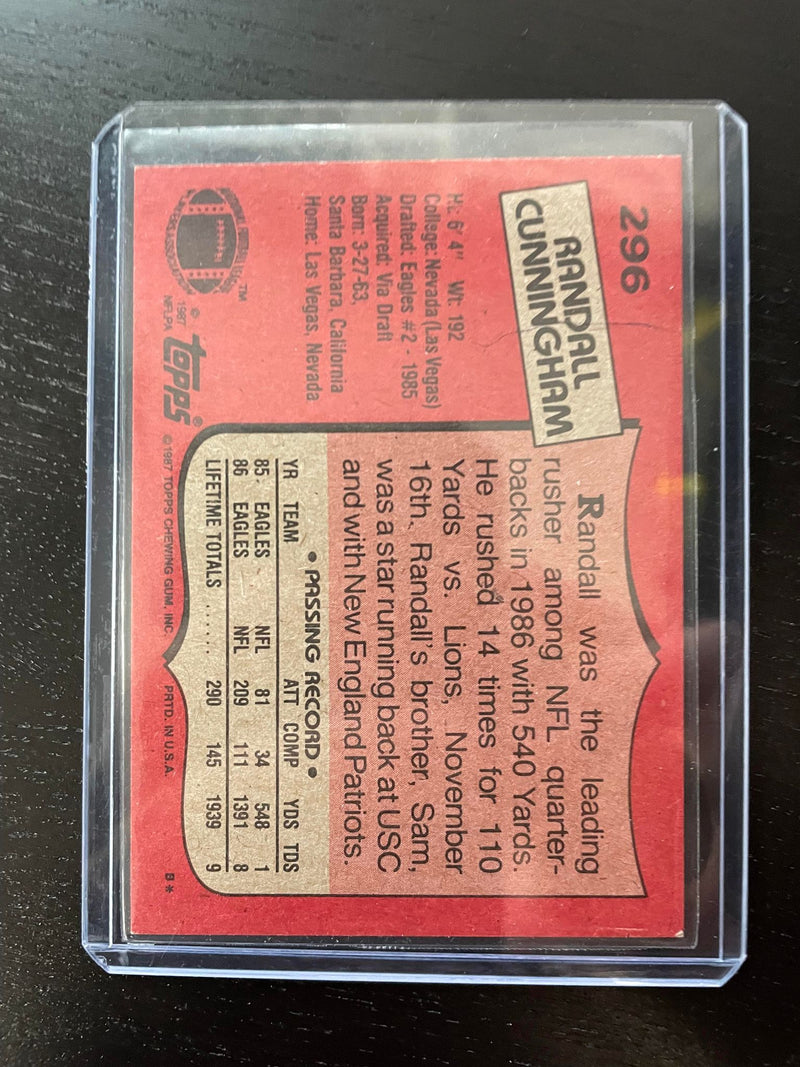 296
RANDALL
CUNNINGHAM
Ht: 6' 4" Wt: 192
College: Nevada (Las Vegas)
Drafted: Eagles #2 - 1985
Acquired: Via Draft
Born: 3-27-63,
Santa Barbara, California
Home: Las Vegas, Nevada
TM
© 1987
NFLPA
topps®
Randall was the leading
rusher among NFL quarter-
backs in 1986 with 540 Yards.
He rushed 14 times for 110
Yards vs. Lions, November
16th. Randall's brother, Sam,
was a star running back at USC
and with New England Patriots.
• PASSING RECORD •
YR TEAM ATT COMP YDS TDS
85. EAGLES NFL 81 34 548 1
86 EAGLES NFL 209 111 1391 8
LIFETIME TOTALS ...... 290 145 1939 9
© 1987 TOPPS CHEWING GUM, INC. PRTD. IN U.S.A. B*